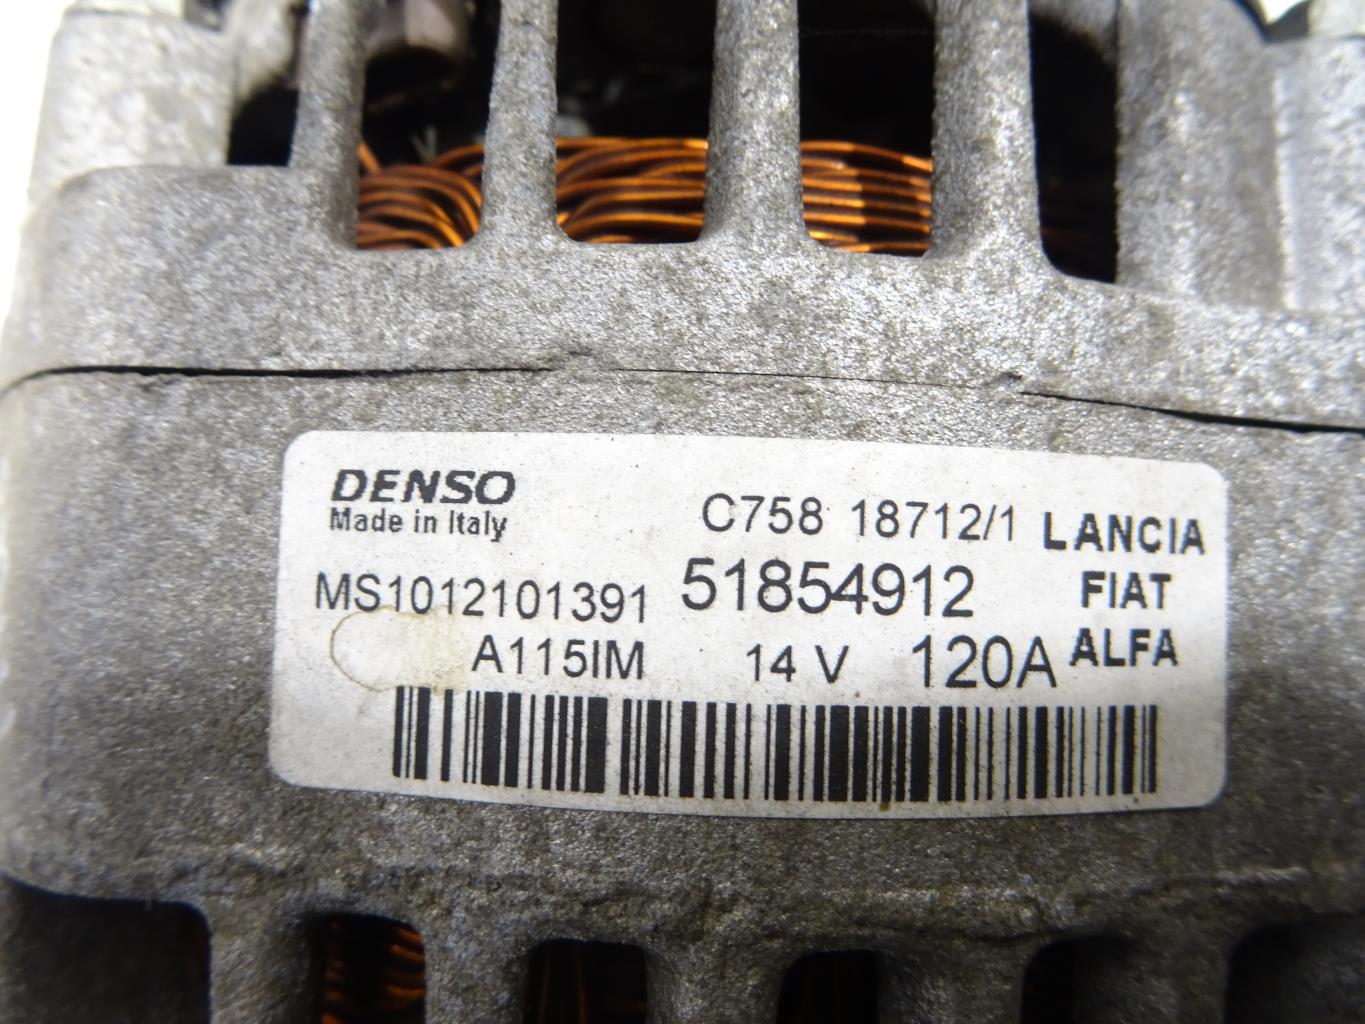 DENSO
Made in Italy
C758 18712/1 LANCIA
MS1012101391 51854912 FIAT
A115IM 14 V 120A ALFA